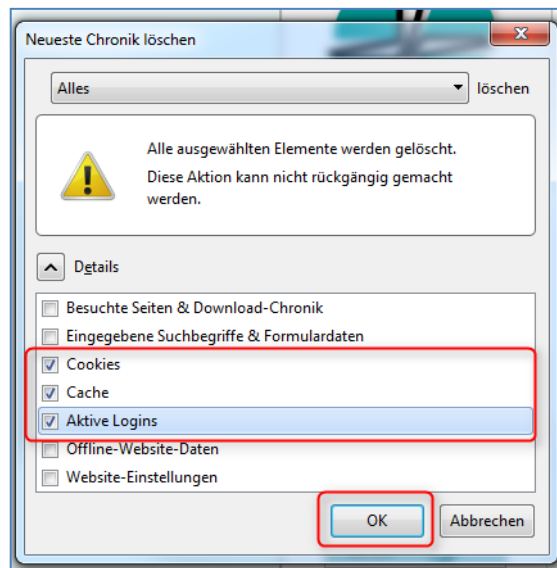 Neueste Chronik löschen
Alles löschen
Alle ausgewählten Elemente werden gelöscht.
Diese Aktion kann nicht rückgängig gemacht
werden.
Details
Besuchte Seiten & Download-Chronik
Eingegebene Suchbegriffe & Formulardaten
Cookies
Cache
Aktive Logins
Offline-Website-Daten
Website-Einstellungen
OK Abbrechen